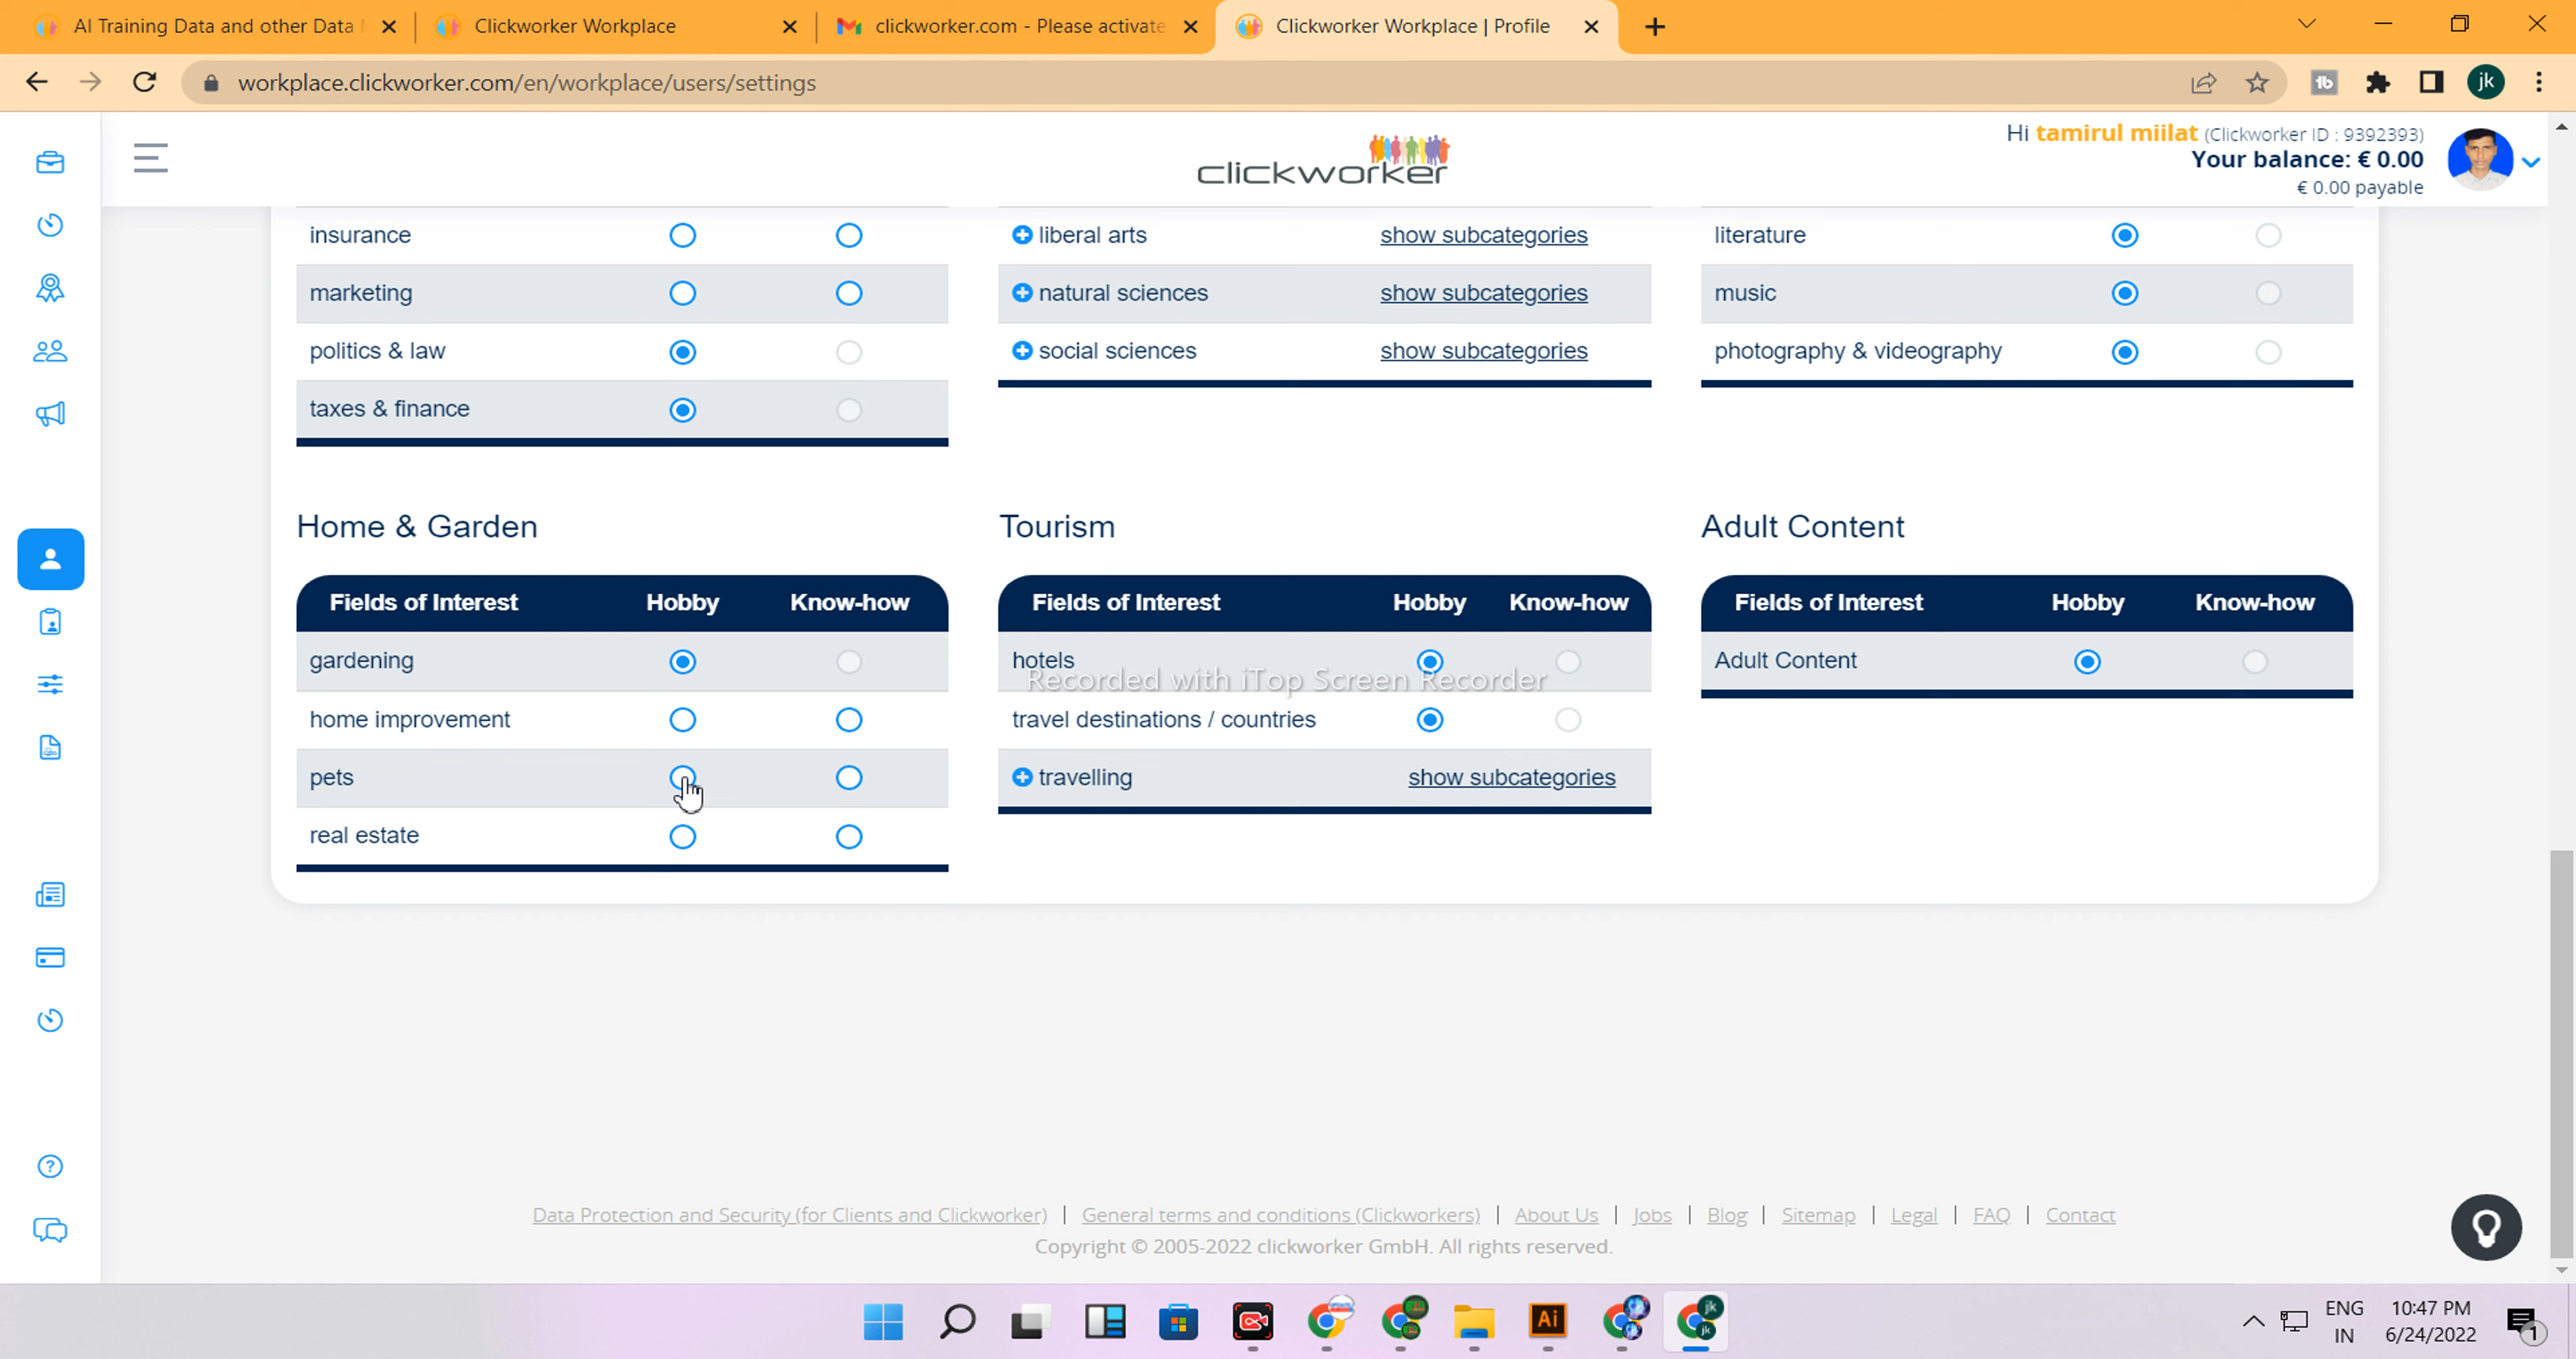 AI Training Data and other Data
Clickworker Workplace
clickworker.com - Please activate
Clickworker Workplace | Profile
workplace.clickworker.com/en/workplace/users/settings
jk
clickworker
Hi tamirul miilat (Clickworker ID : 9392393)
Your balance: € 0.00
€ 0.00 payable
insurance
liberal arts show subcategories
literature
marketing
natural sciences show subcategories
music
politics & law
social sciences show subcategories
photography & videography
taxes & finance
Home & Garden
Fields of Interest Hobby Know-how
gardening
home improvement
pets
real estate
Tourism
Fields of Interest Hobby Know-how
hotels
Recorded with iTop Screen Recorder
travel destinations / countries
travelling show subcategories
Adult Content
Fields of Interest Hobby Know-how
Adult Content
Data Protection and Security (for Clients and Clickworker) | General terms and conditions (Clickworkers) | About Us | Jobs | Blog | Sitemap | Legal | FAQ | Contact
Copyright © 2005-2022 clickworker GmbH. All rights reserved.
Ai
jk
jk
ENG
IN
10:47 PM
6/24/2022
1